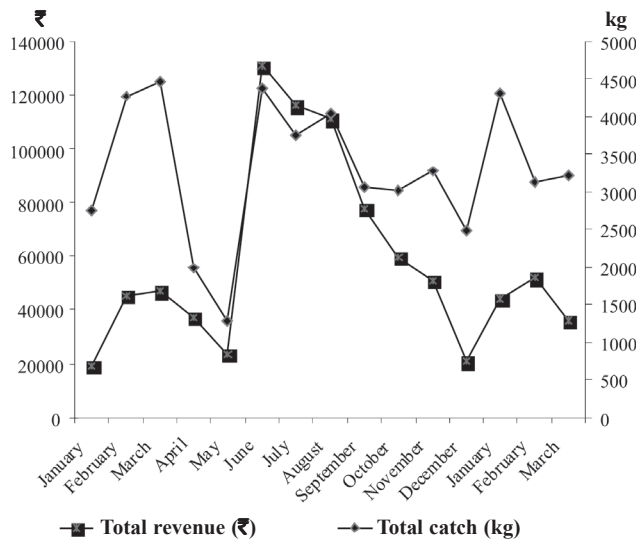 ₹ kg
140000 5000
120000 4500
100000 4000
80000 3500
60000 3000
40000 2500
20000 2000
0 1500
1000
500
0
January
February
March
April
May
June
July
August
September
October
November
December
January
February
March
Total revenue (₹) Total catch (kg)